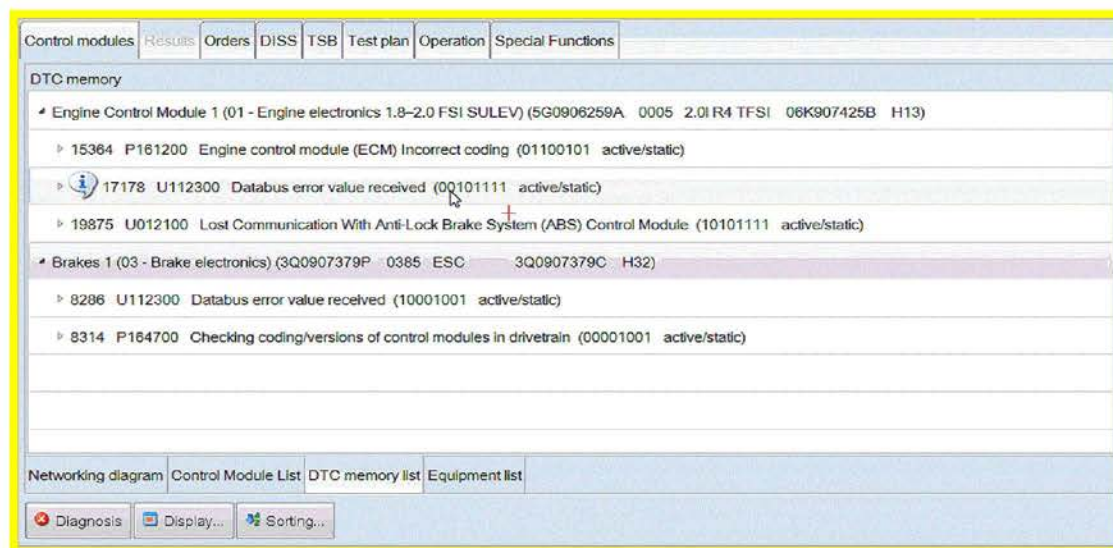 Control modules Results Orders DISS TSB Test plan Operation Special Functions
DTC memory
Engine Control Module 1 (01 - Engine electronics 1.8–2.0 FSI SULEV) (5G0906259A 0005 2.0l R4 TFSI 06K907425B H13)
15364 P161200 Engine control module (ECM) Incorrect coding (01100101 active/static)
17178 U112300 Databus error value received (00101111 active/static)
19875 U012100 Lost Communication With Anti-Lock Brake System (ABS) Control Module (10101111 active/static)
Brakes 1 (03 - Brake electronics) (3Q0907379P 0385 ESC 3Q0907379C H32)
8286 U112300 Databus error value received (10001001 active/static)
8314 P164700 Checking coding/versions of control modules in drivetrain (00001001 active/static)
Networking diagram Control Module List DTC memory list Equipment list
Diagnosis Display... Sorting...